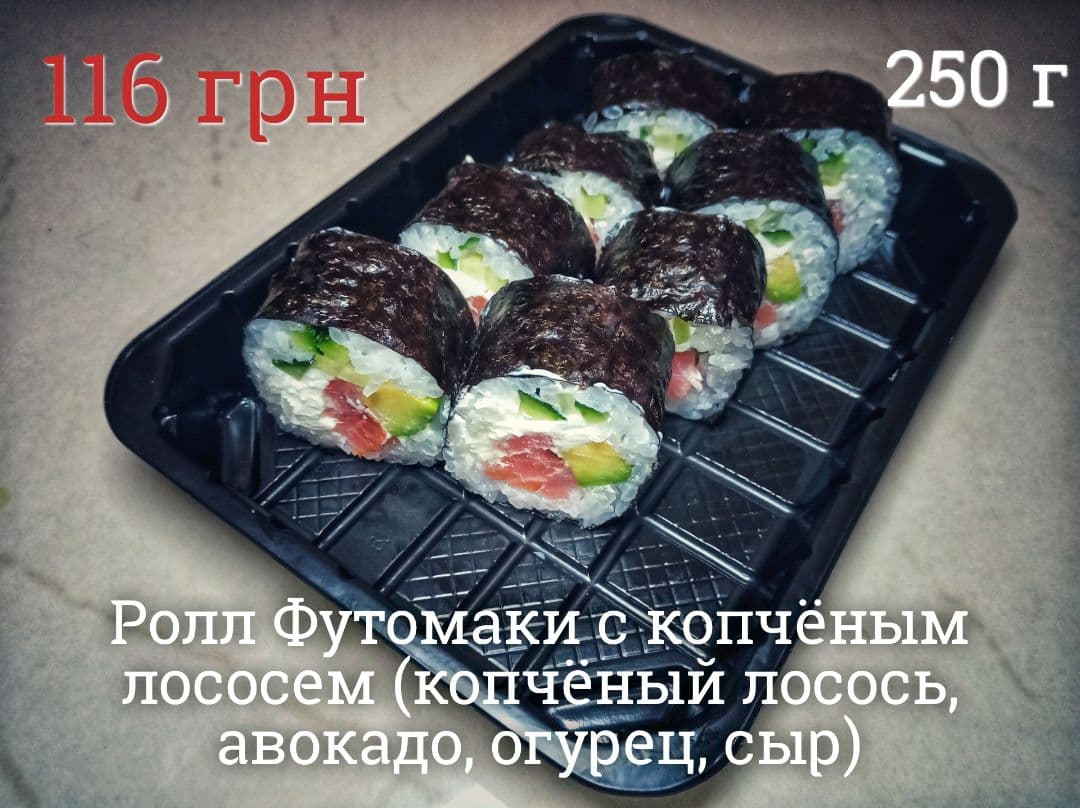 116 грн
250 г
Ролл Футомаки с копчёным
лососем (копчёный лосось,
авокадо, огурец, сыр)